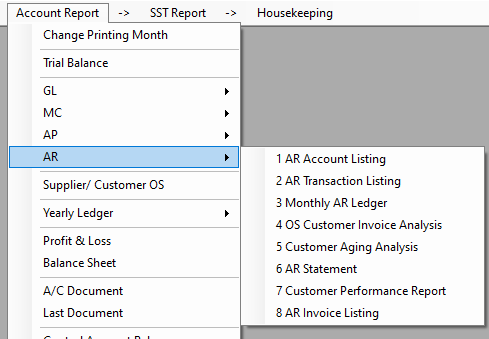 Account Report -> SST Report -> Housekeeping
Change Printing Month
Trial Balance
GL
MC
AP
AR
Supplier/ Customer OS
Yearly Ledger
Profit & Loss
Balance Sheet
A/C Document
Last Document
1 AR Account Listing
2 AR Transaction Listing
3 Monthly AR Ledger
4 OS Customer Invoice Analysis
5 Customer Aging Analysis
6 AR Statement
7 Customer Performance Report
8 AR Invoice Listing